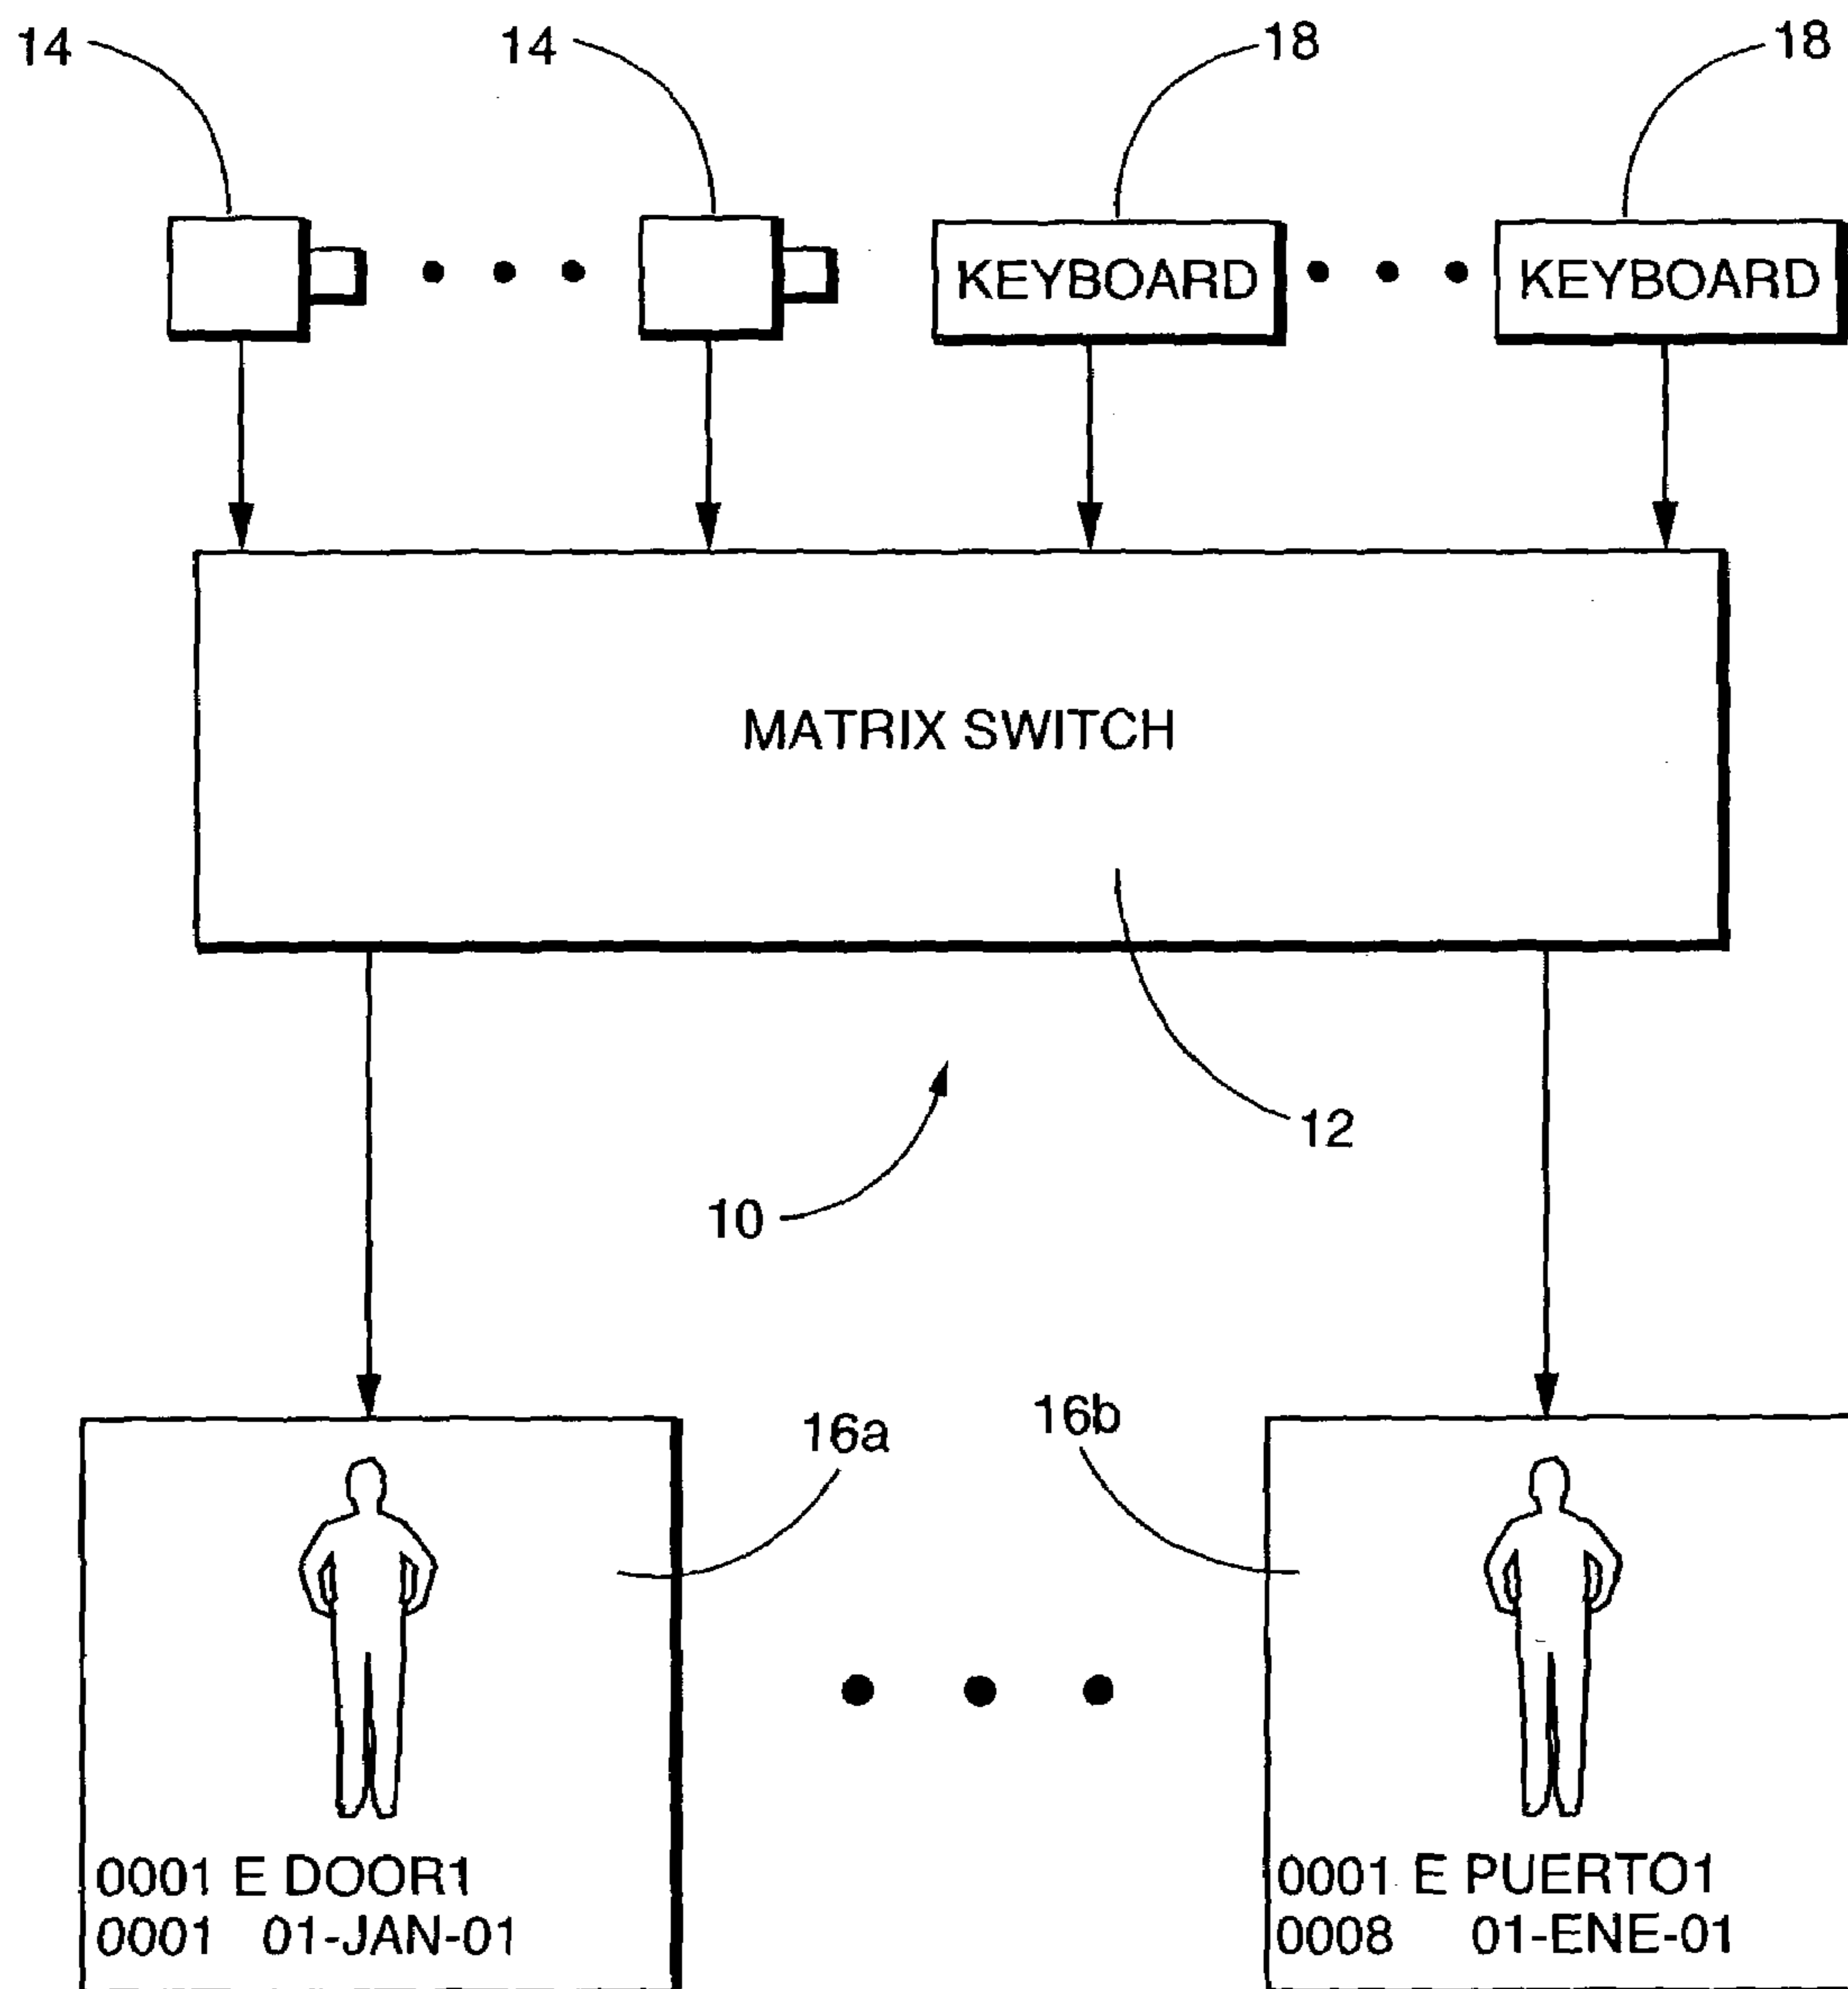 14 14 18 18
KEYBOARD KEYBOARD
MATRIX SWITCH
12
10
16a 16b
0001 E DOOR1
0001 01-JAN-01
0001 E PUERTO1
0008 01-ENE-01